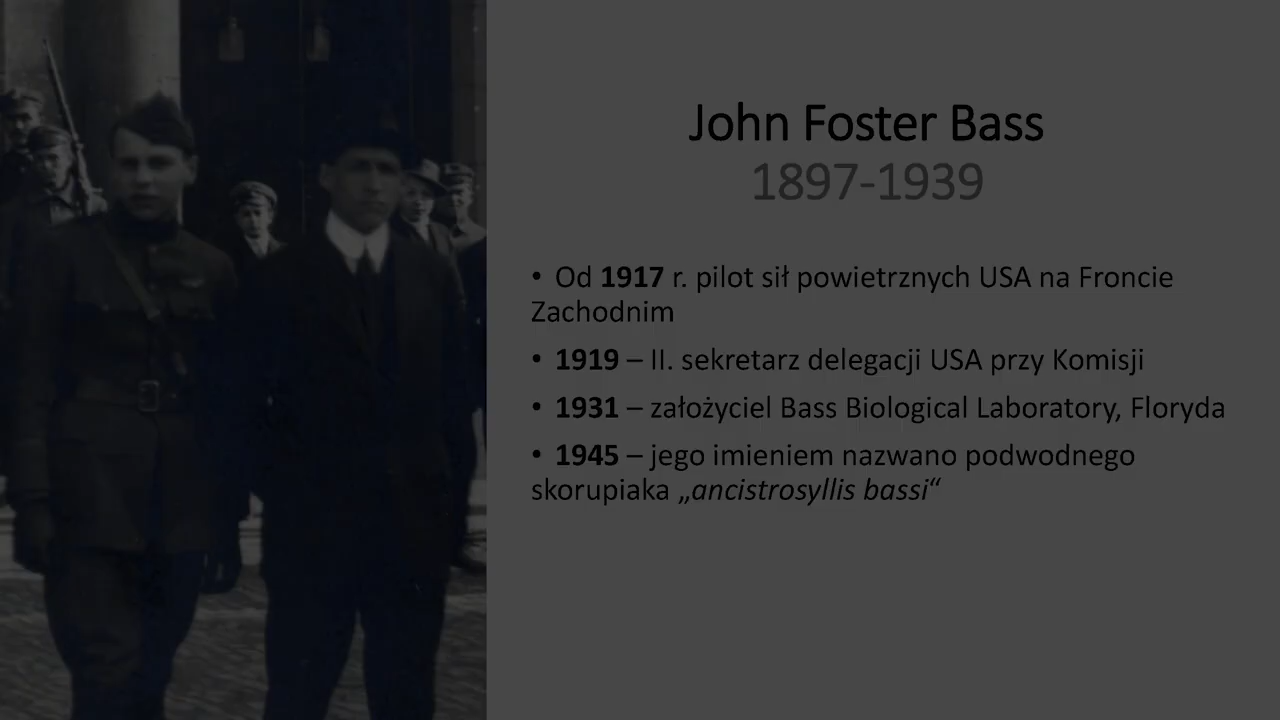 John Foster Bass
1897-1939
• Od 1917 r. pilot sił powietrznych USA na Froncie
Zachodnim
• 1919 – II. sekretarz delegacji USA przy Komisji
• 1931 – założyciel Bass Biological Laboratory, Floryda
• 1945 – jego imieniem nazwano podwodnego
skorupiaka „ancistrosyllis bassi“